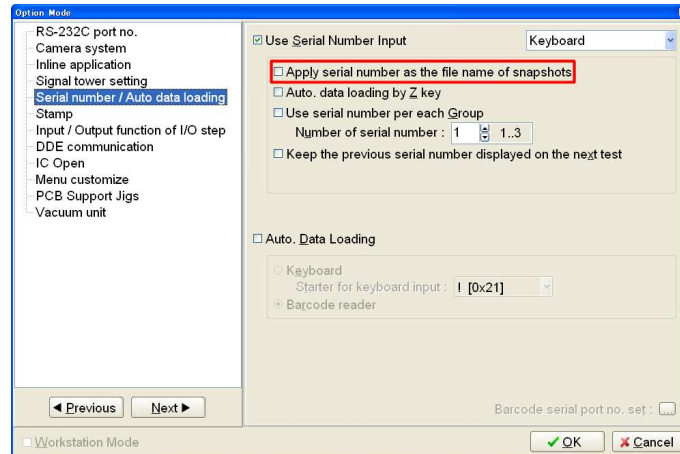 Option Mode
RS-232C port no.
Camera system
Inline application
Signal tower setting
Serial number / Auto data loading
Stamp
Input / Output function of I/O step
DDE communication
IC Open
Menu customize
PCB Support Jigs
Vacuum unit
◄ Previous
Next ►
Workstation Mode
Use Serial Number Input
Keyboard
Apply serial number as the file name of snapshots
Auto. data loading by Z key
Use serial number per each Group
Number of serial number : 1 1..3
Keep the previous serial number displayed on the next test
Auto. Data Loading
Keyboard
Starter for keyboard input : ! [0x21]
Barcode reader
Barcode serial port no. set : ...
OK
Cancel